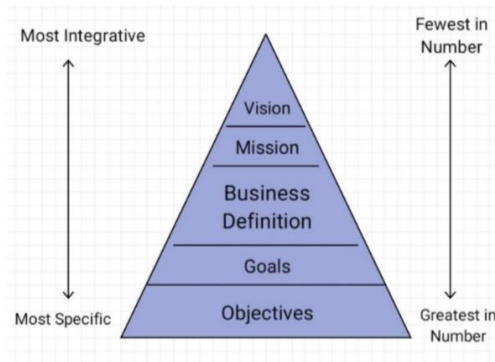 Most Integrative
Fewest in
Number
Vision
Mission
Business
Definition
Goals
Objectives
Most Specific
Greatest in
Number